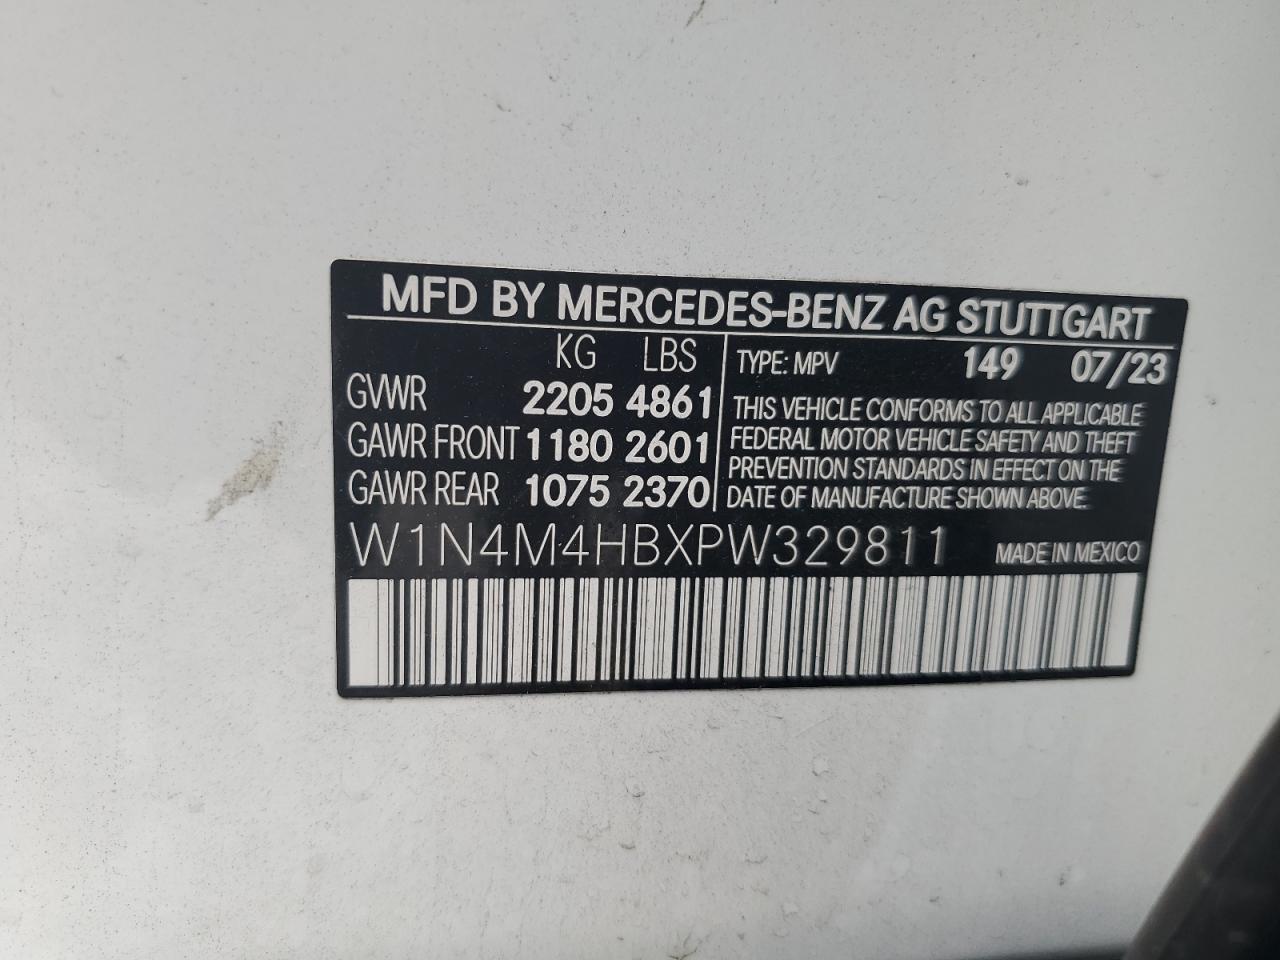 MFD BY MERCEDES-BENZ AG STUTTGART
KG LBS
GVWR 2205 4861
GAWR FRONT 1180 2601
GAWR REAR 1075 2370
TYPE: MPV 149 07/23
THIS VEHICLE CONFORMS TO ALL APPLICABLE
FEDERAL MOTOR VEHICLE SAFETY AND THEFT
PREVENTION STANDARDS IN EFFECT ON THE
DATE OF MANUFACTURE SHOWN ABOVE.
W1N4M4HBXPW329811 MADE IN MEXICO